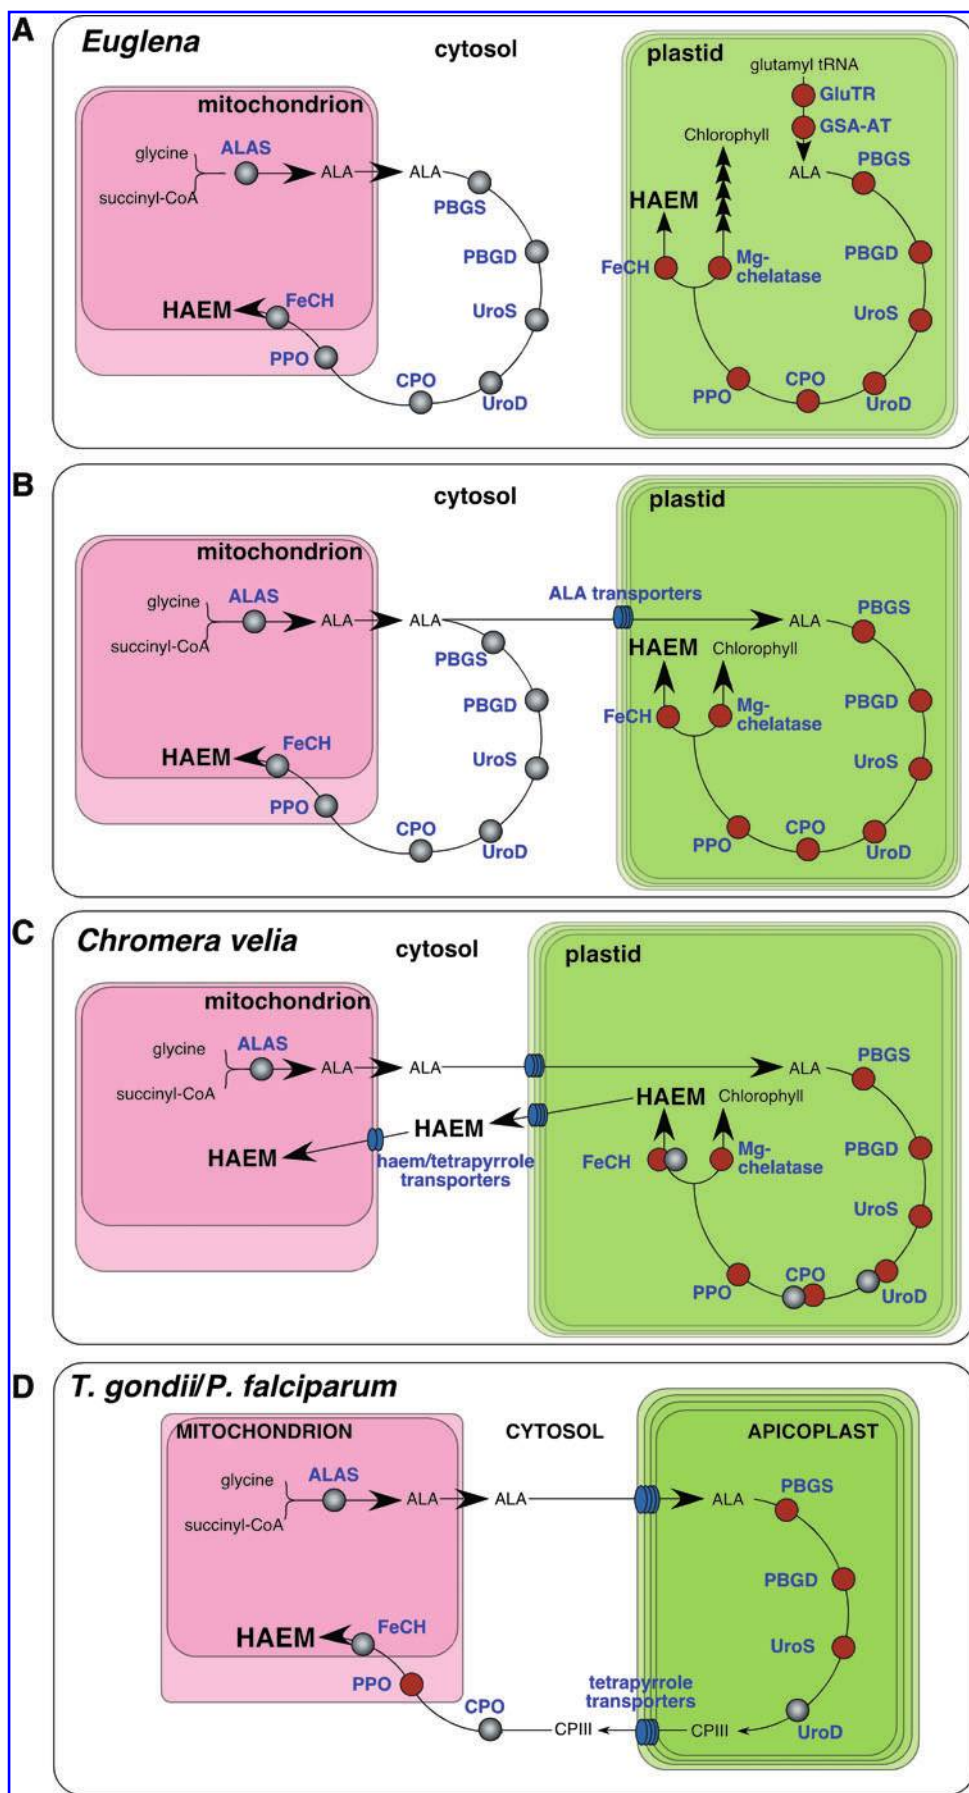 A
Euglena
cytosol
plastid
mitochondrion
glycine
succinyl-CoA
ALAS
ALA
ALA
PBGS
PBGD
UroS
UroD
CPO
PPO
FeCH
HAEM
glutamyl tRNA
GluTR
GSA-AT
ALA
PBGS
PBGD
UroS
UroD
CPO
PPO
FeCH
Mg-
chelatase
HAEM
Chlorophyll
B
cytosol
plastid
mitochondrion
glycine
succinyl-CoA
ALAS
ALA
ALA
ALA transporters
PBGS
PBGD
UroS
UroD
CPO
PPO
FeCH
HAEM
ALA
PBGS
PBGD
UroS
UroD
CPO
PPO
FeCH
Mg-
chelatase
HAEM
Chlorophyll
C
Chromera velia
cytosol
plastid
mitochondrion
glycine
succinyl-CoA
ALAS
ALA
ALA
ALA
PBGS
PBGD
UroS
UroD
CPO
PPO
FeCH
Mg-
chelatase
HAEM
Chlorophyll
HAEM
haem/tetrapyrrole
transporters
HAEM
D
T. gondii/P. falciparum
MITOCHONDRION
CYTOSOL
APICOPLAST
glycine
succinyl-CoA
ALAS
ALA
ALA
ALA
PBGS
PBGD
UroS
UroD
CPIII
tetrapyrrole
transporters
CPIII
CPO
PPO
FeCH
HAEM